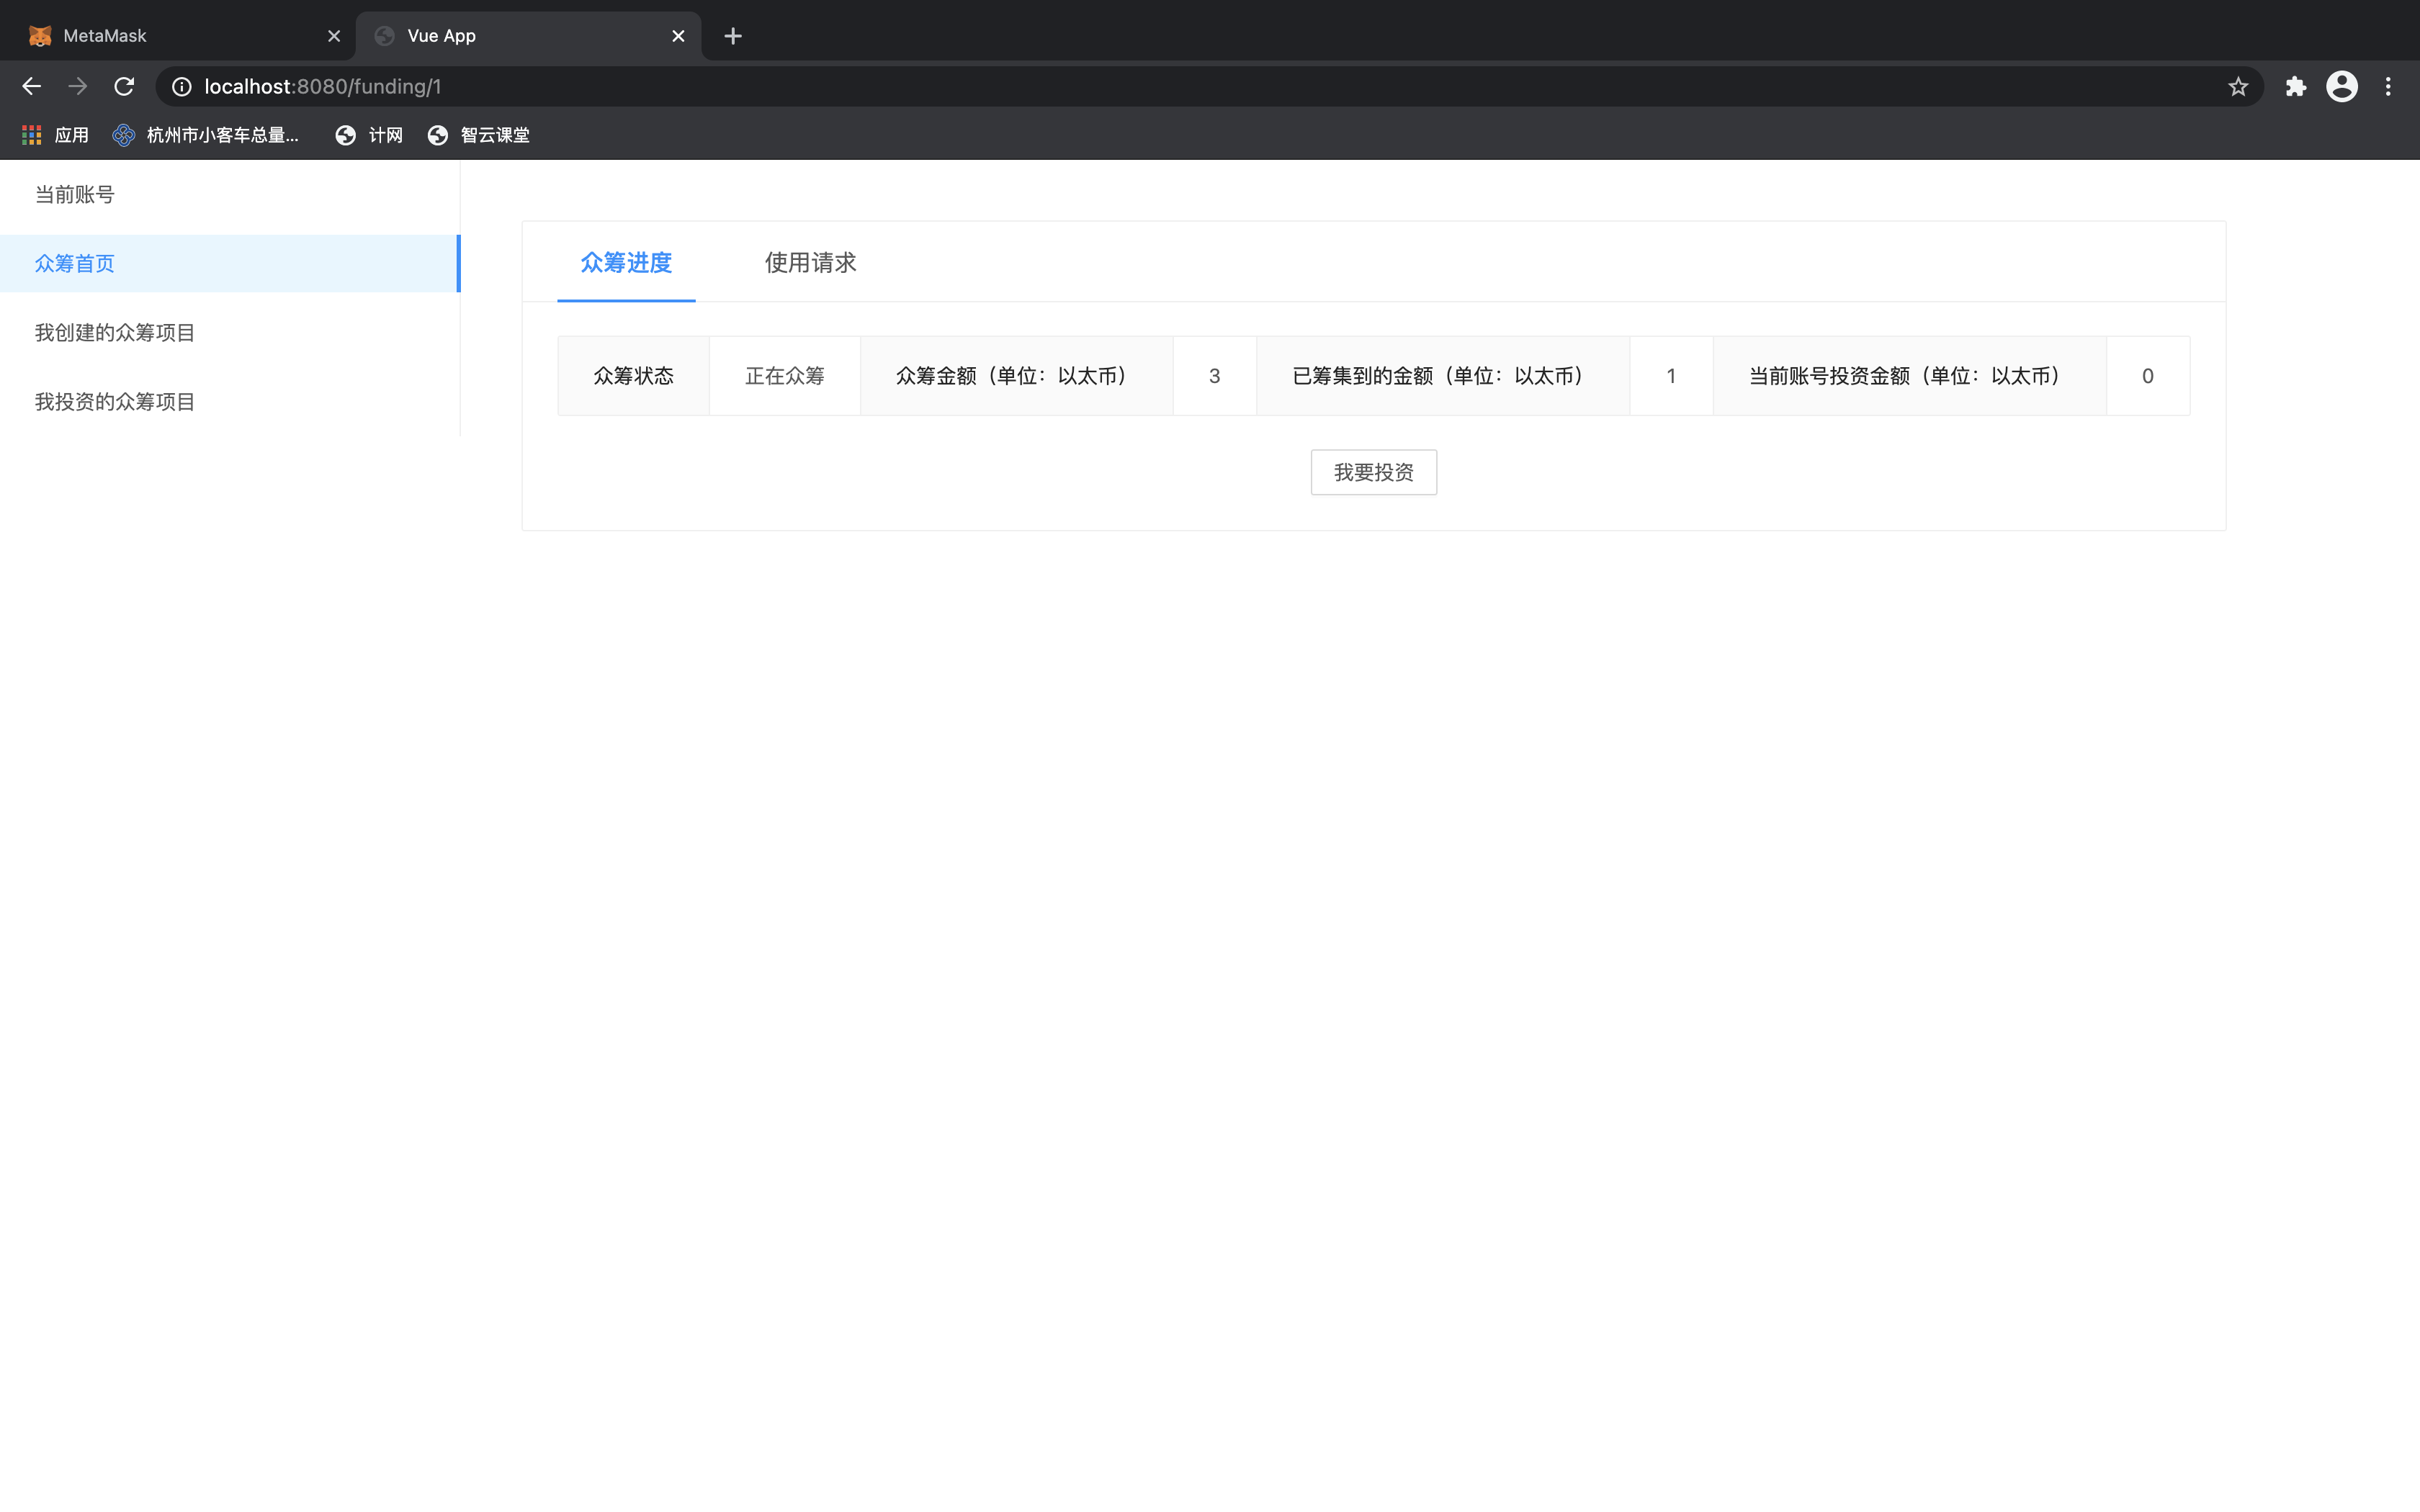 MetaMask
Vue App
localhost:8080/funding/1
应用
杭州市小客车总量...
计网
智云课堂
当前账号
众筹首页
我创建的众筹项目
我投资的众筹项目
众筹进度
使用请求
众筹状态
正在众筹
众筹金额（单位：以太币）
3
已筹集到的金额（单位：以太币）
1
当前账号投资金额（单位：以太币）
0
我要投资